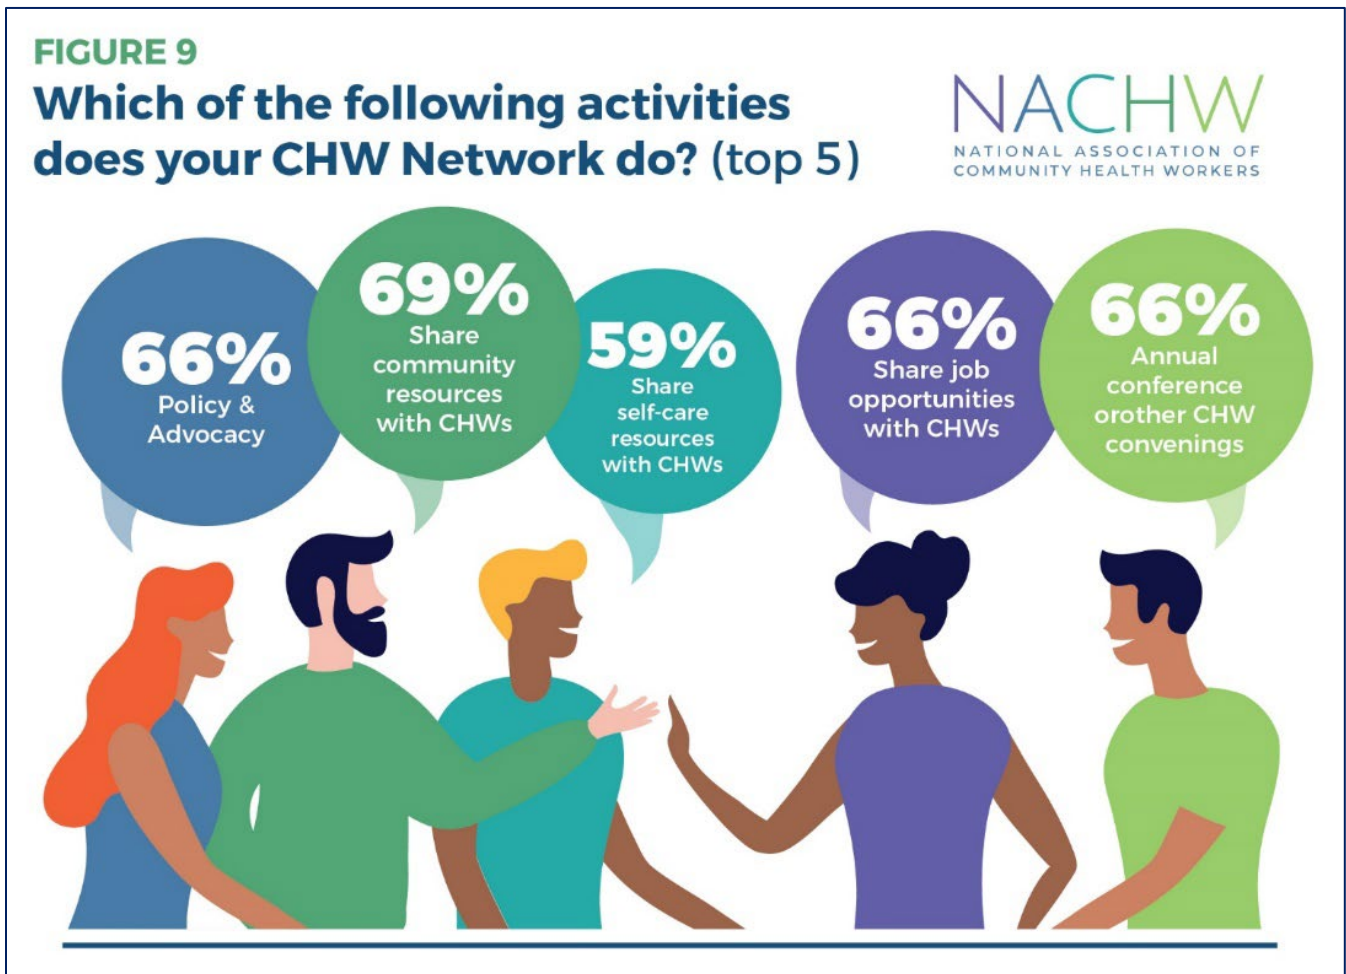 FIGURE 9
Which of the following activities
does your CHW Network do? (top 5)
NACHW
NATIONAL ASSOCIATION OF
COMMUNITY HEALTH WORKERS
66%
Policy &
Advocacy
69%
Share
community
resources
with CHWs
59%
Share
self-care
resources
with CHWs
66%
Share job
opportunities
with CHWs
66%
Annual
conference
orother CHW
convenings